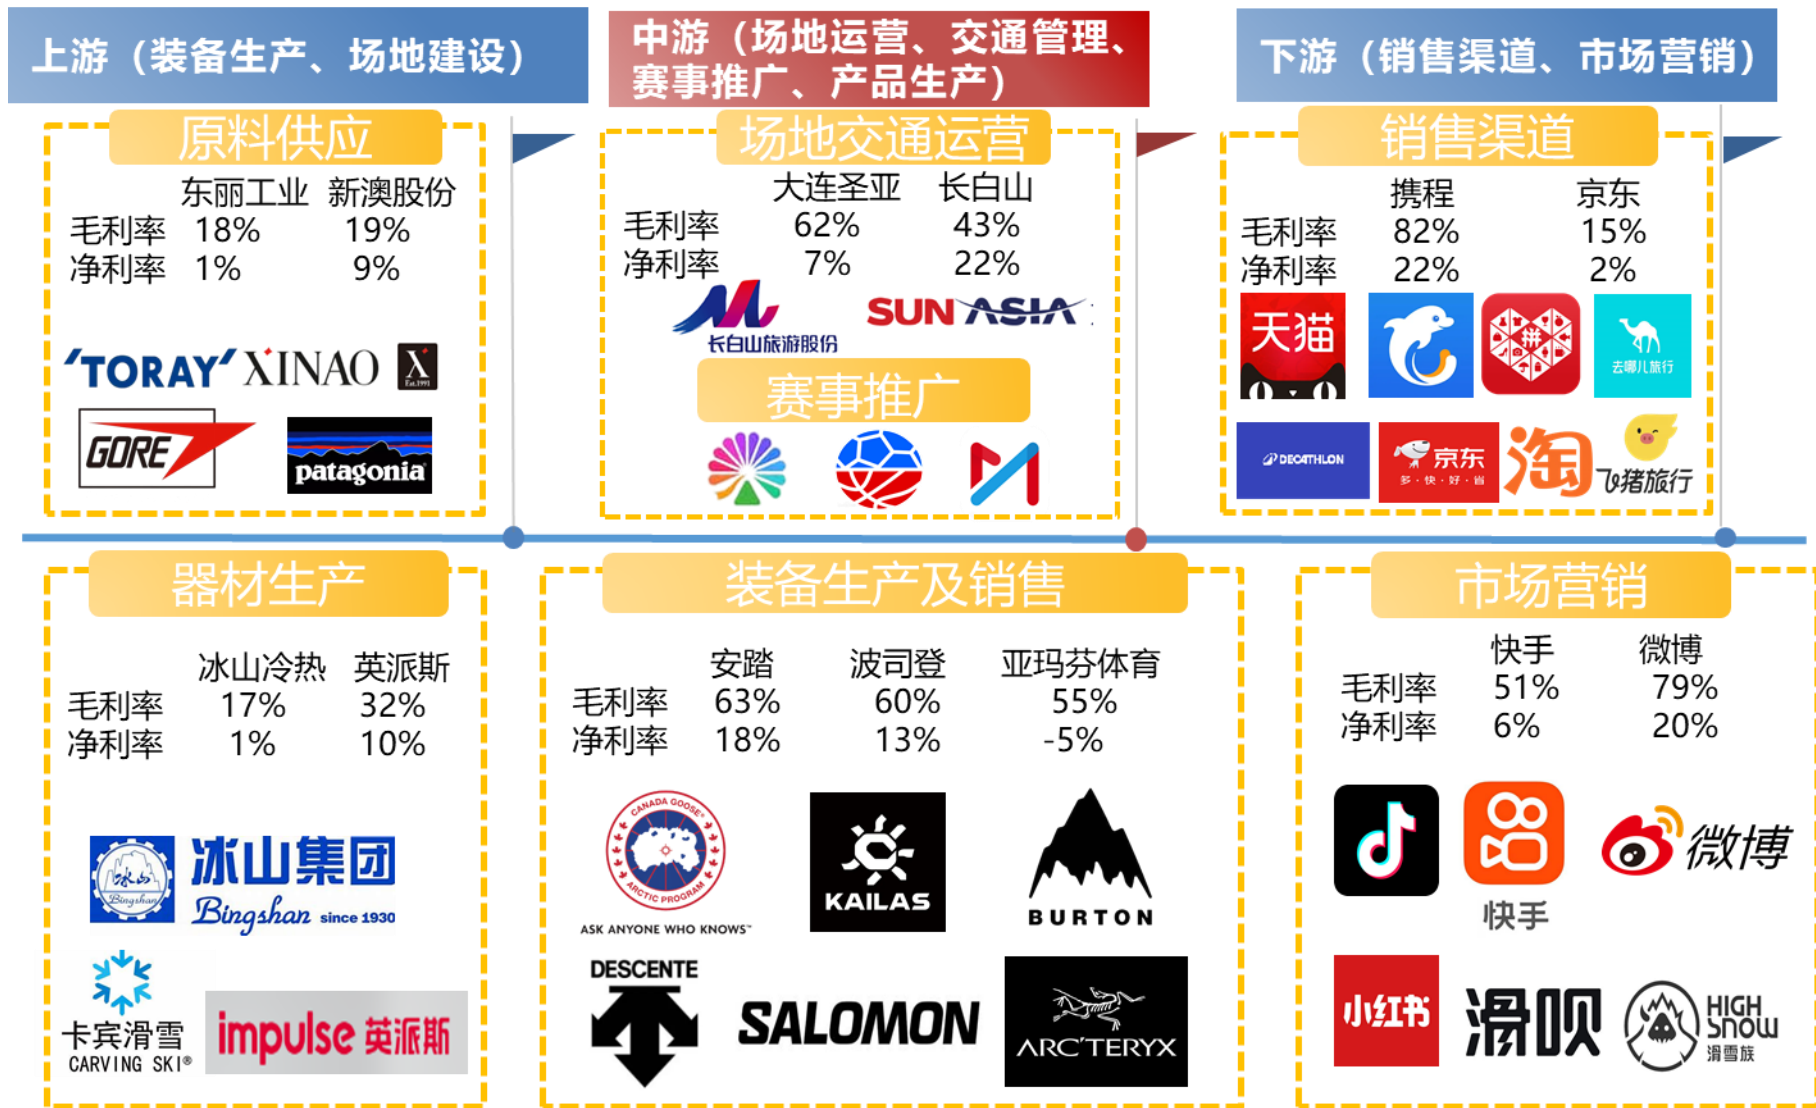 上游（装备生产、场地建设）
中游（场地运营、交通管理、
赛事推广、产品生产）
下游（销售渠道、市场营销）
原料供应
东丽工业 新澳股份
毛利率 18% 19%
净利率 1% 9%
'TORAY' XINAO X
Est.1991
GORE
patagonia
场地交通运营
大连圣亚 长白山
毛利率 62% 43%
净利率 7% 22%
长白山旅游股份
SUN ASIA
赛事推广
销售渠道
携程 京东
毛利率 82% 15%
净利率 22% 2%
天猫
拼
去哪儿旅行
DECATHLON
京东
多·快·好·省
淘
飞猪旅行
器材生产
冰山冷热 英派斯
毛利率 17% 32%
净利率 1% 10%
冰山
Bingshan
冰山集团
Bingshan since 1930
卡宾滑雪
CARVING SKI®
impulse 英派斯
装备生产及销售
安踏 波司登 亚玛芬体育
毛利率 63% 60% 55%
净利率 18% 13% -5%
CANADA GOOSE®
ARCTIC PROGRAM
ASK ANYONE WHO KNOWS™
KAILAS
BURTON
DESCENTE
SALOMON
ARC'TERYX
市场营销
快手 微博
毛利率 51% 79%
净利率 6% 20%
快手
微博
小红书
滑呗
HIGH
SNOW
滑雪族